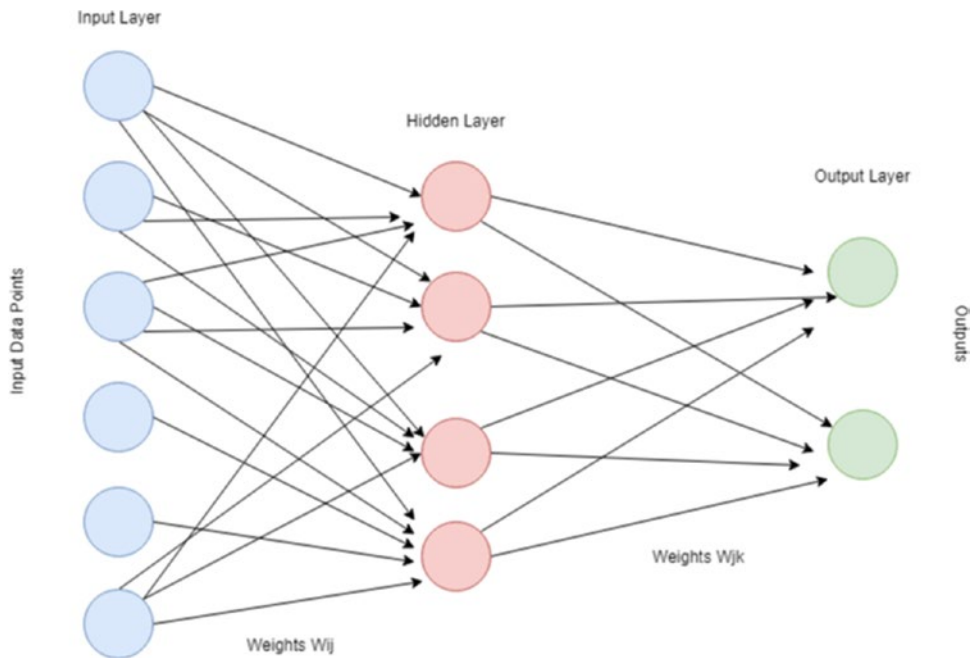 Input Layer
Hidden Layer
Output Layer
Input Data Points
Outputs
Weights Wjk
Weights Wij